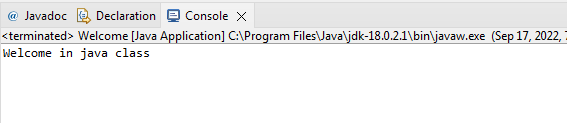 @ Javadoc Declaration Console
<terminated> Welcome [Java Application] C:\Program Files\Java\jdk-18.0.2.1\bin\javaw.exe (Sep 17, 2022, 7
Welcome in java class